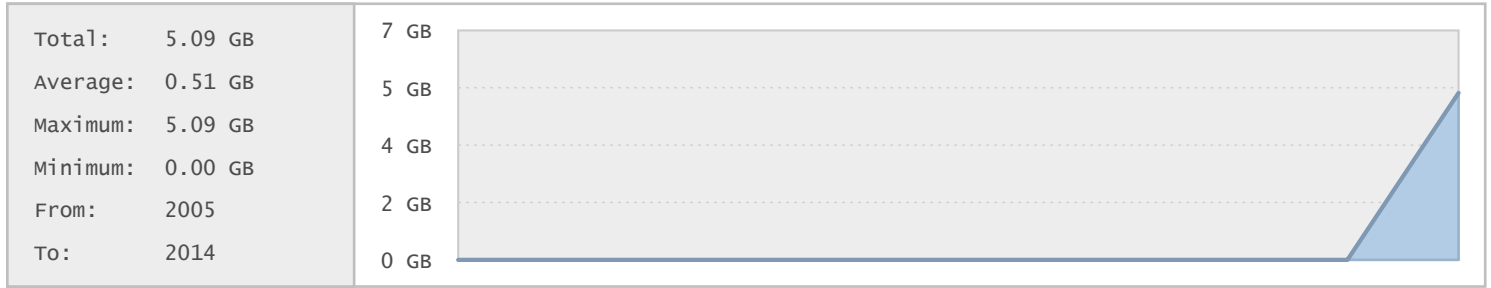 Total: 5.09 GB
Average: 0.51 GB
Maximum: 5.09 GB
Minimum: 0.00 GB
From: 2005
To: 2014
7 GB
5 GB
4 GB
2 GB
0 GB